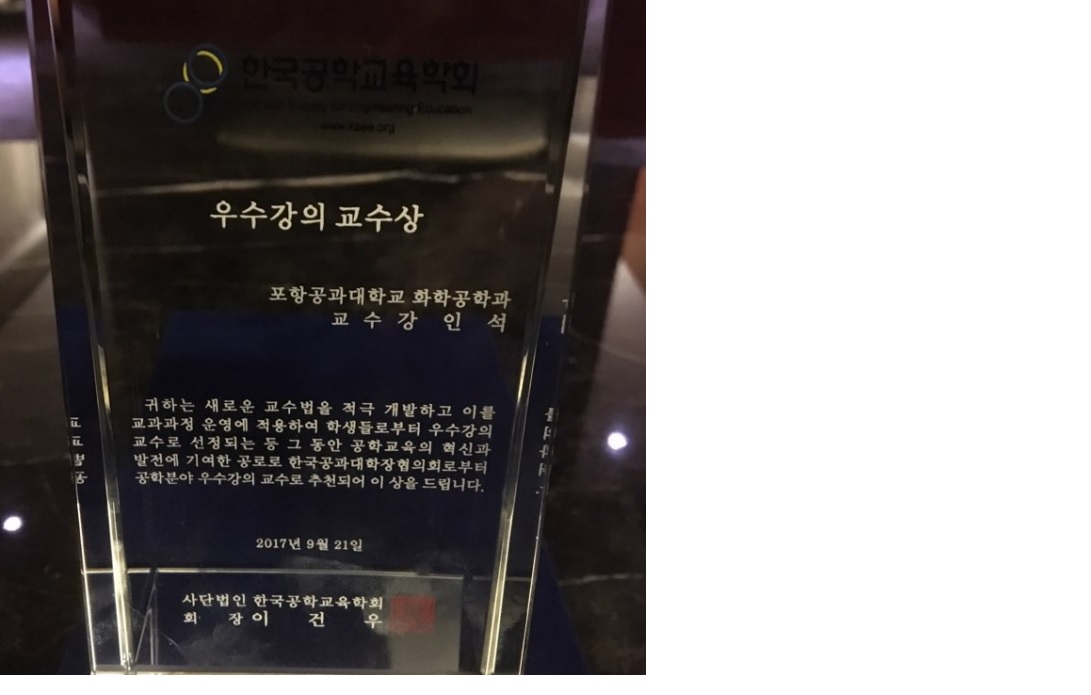 한국공학교육학회
Society for Engineering Education
우수강의 교수상
포항공과대학교 화학공학과
교 수 강 인 석
귀하는 새로운 교수법을 적극 개발하고 이를
교과과정 운영에 적용하여 학생들로부터 우수강의
교수로 선정되는 등 그 동안 공학교육의 혁신과
발전에 기여한 공로로 한국공과대학장협의회로부터
공학분야 우수강의 교수로 추천되어 이 상을 드립니다.
2017년 9월 21일
사단법인 한국공학교육학회
회 장 이 건 우